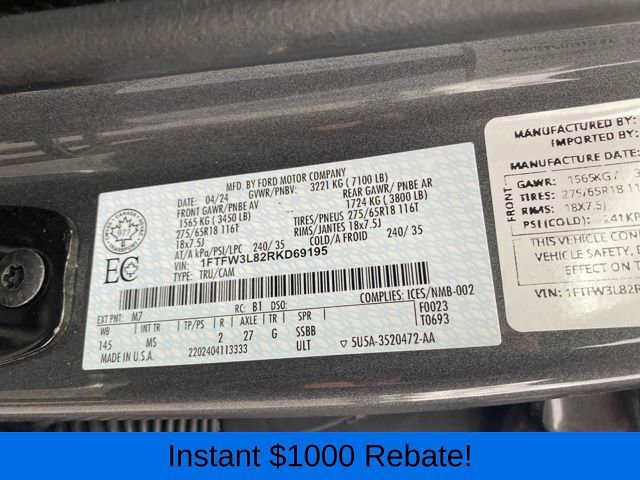 MFD. BY FORD MOTOR COMPANY
04/24
GVWR/PNBV: 3221 KG ( 7100 LB)
FRONT GAWR/PNBE AV
REAR GAWR/ PNBE AR
1565 KG ( 3450 LB)
1724 KG ( 3800 LB)
275/65R18 116T
TIRES/PNEUS 275/65R18 116T
18x7.5J
RIMS/JANTES 18x7.5J
AT/A kPa/PSI/LPC 240/ 35
COLD/A FROID 240/ 35
VIN: 1FTFW3L82RKD69195
TYPE: TRU/CAM
EC
EXT PNT: M7 RC: B1 DSO: COMPLIES: ICES/NMB-002
WB INT TR TP/PS R AXLE TR SPR F0023
145 MS 2 27 G SSBB T0693
MADE IN U.S.A. 2202404113333 ULT 5U5A-3520472-AA
MANUFACTURED BY:
IMPORTED BY:
MANUFACTURE DATE:
FRONT
GAWR: 1565KG
TIRES: 275/65R18
RIMS: 18x7.5J
PSI(COLD): 241KP
THIS VEHICLE
VEHICLE SAFETY,
EFFECT ON THE
VIN: 1FTFW3L82RK
Instant $1000 Rebate!